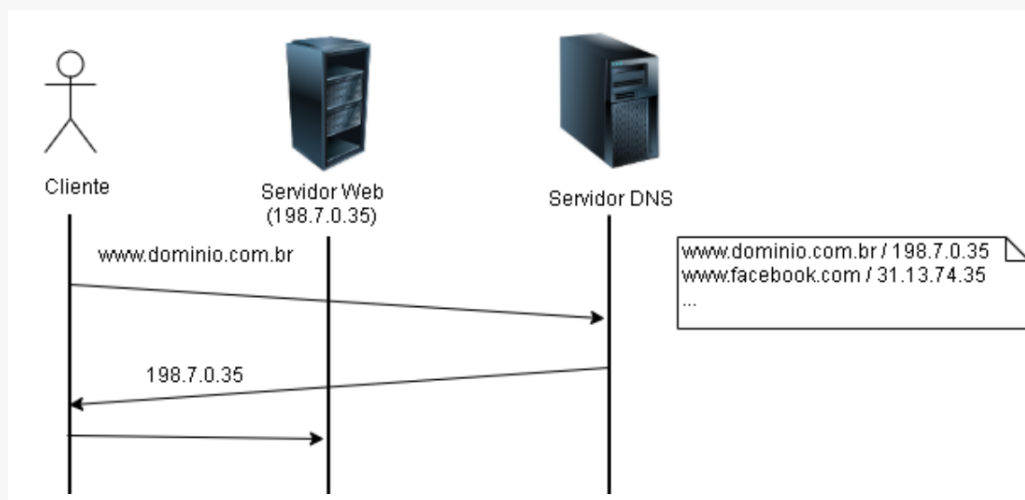 Cliente
Servidor Web
(198.7.0.35)
Servidor DNS
www.dominio.com.br
www.dominio.com.br / 198.7.0.35
www.facebook.com / 31.13.74.35
...
198.7.0.35